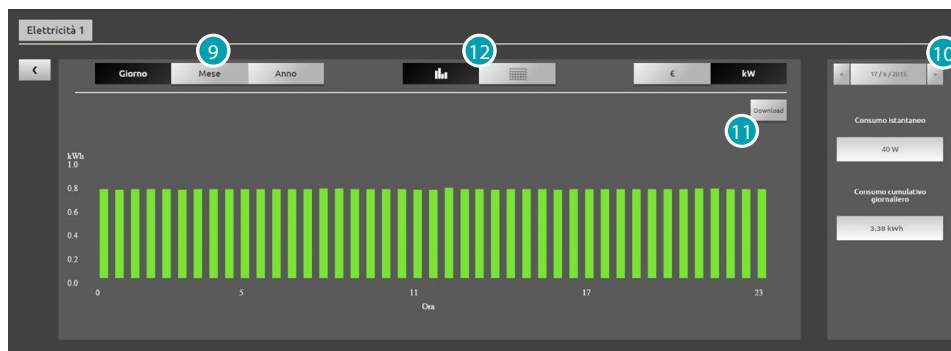 Elettricità 1
9
12
10
‹
Giorno Mese Anno
€ kW
« 17 / 6 / 2015 »
Download
11
Consumo istantaneo
40 W
Consumo cumulativo
giornaliero
3.38 kWh
kWh
1.0
0.8
0.6
0.4
0.2
0.0
0 5 11 17 23
Ora